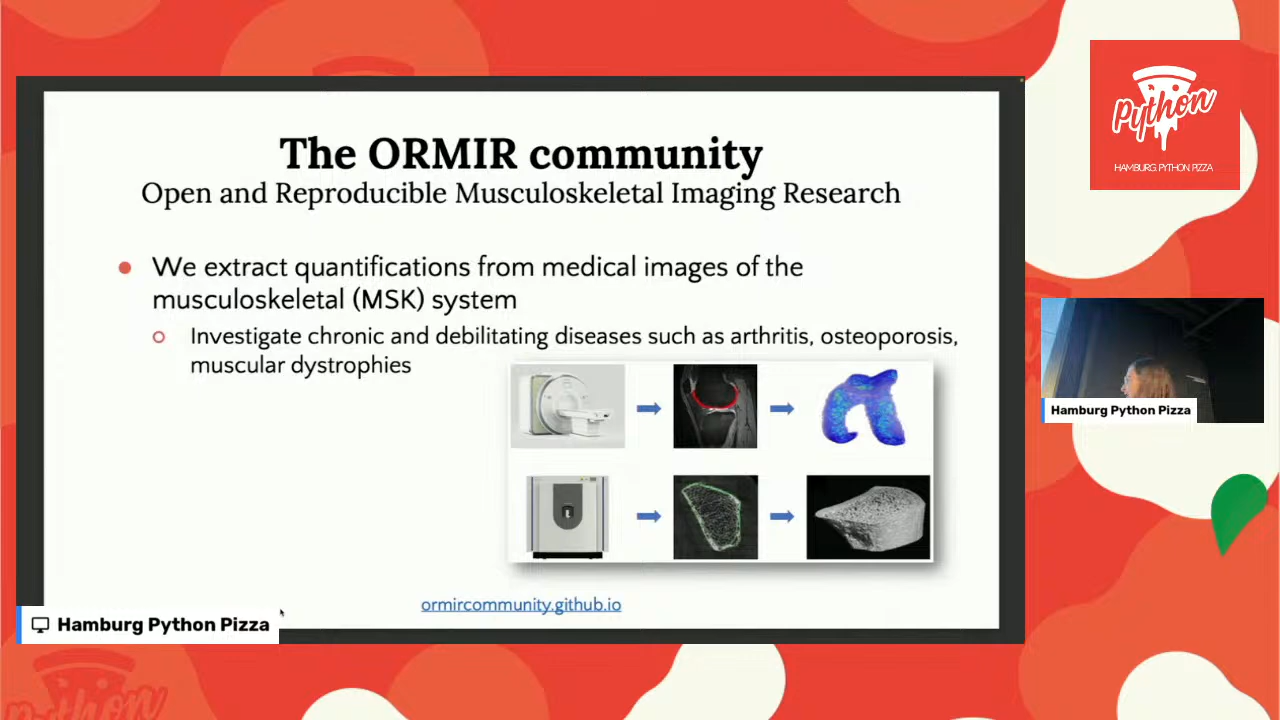 The ORMIR community
Open and Reproducible Musculoskeletal Imaging Research
We extract quantifications from medical images of the
musculoskeletal (MSK) system
Investigate chronic and debilitating diseases such as arthritis, osteoporosis,
muscular dystrophies
ormircommunity.github.io
Hamburg Python Pizza
Python
HAMBURG PYTHON PIZZA
Hamburg Python Pizza
Python